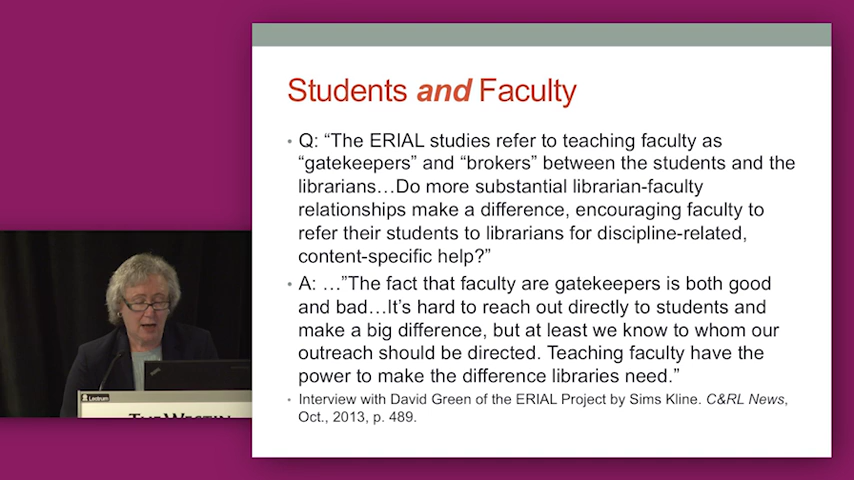 Students and Faculty
• Q: “The ERIAL studies refer to teaching faculty as
“gatekeepers” and “brokers” between the students and the
librarians…Do more substantial librarian-faculty
relationships make a difference, encouraging faculty to
refer their students to librarians for discipline-related,
content-specific help?”
• A: …”The fact that faculty are gatekeepers is both good
and bad…It’s hard to reach out directly to students and
make a big difference, but at least we know to whom our
outreach should be directed. Teaching faculty have the
power to make the difference libraries need.”
• Interview with David Green of the ERIAL Project by Sims Kline. C&RL News,
Oct., 2013, p. 489.
Lectrum
THE WESTIN